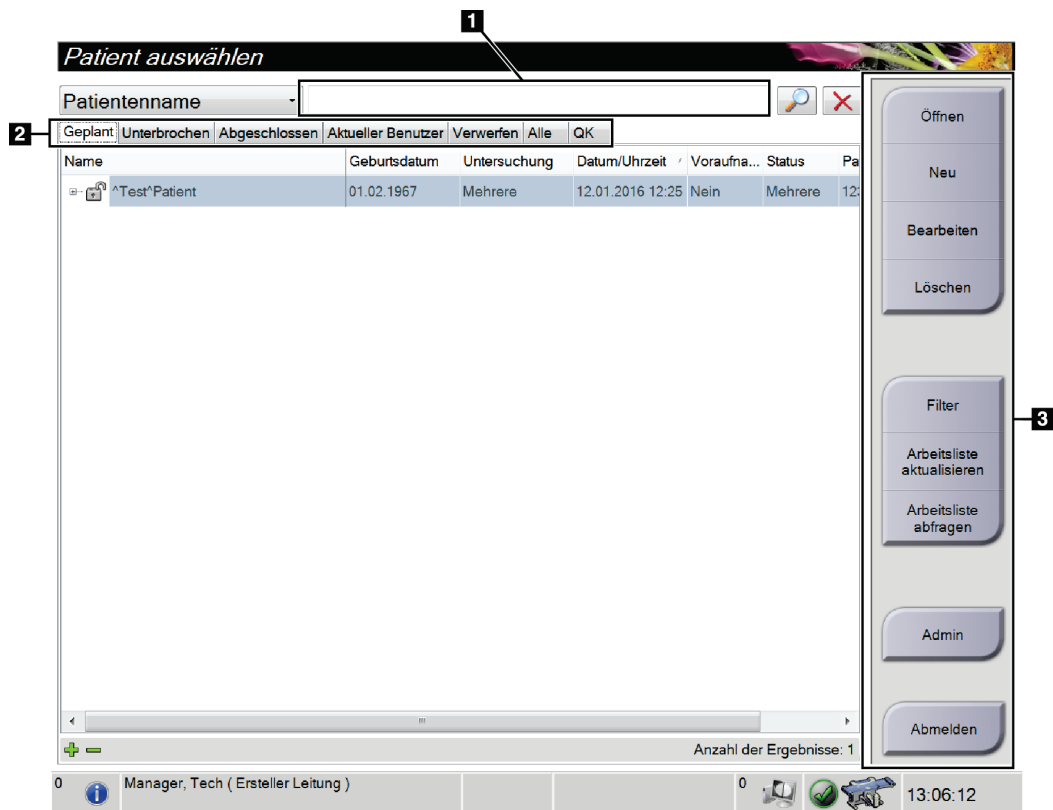 1
Patient auswählen
Patientenname
2
Geplant Unterbrochen Abgeschlossen Aktueller Benutzer Verwerfen Alle QK
Name Geburtsdatum Untersuchung Datum/Uhrzeit Voraufna... Status Pa
^Test^Patient 01.02.1967 Mehrere 12.01.2016 12:25 Nein Mehrere 12
Öffnen
Neu
Bearbeiten
Löschen
Filter
3
Arbeitsliste
aktualisieren
Arbeitsliste
abfragen
Admin
Abmelden
Anzahl der Ergebnisse: 1
0 Manager, Tech ( Ersteller Leitung ) 0 13:06:12